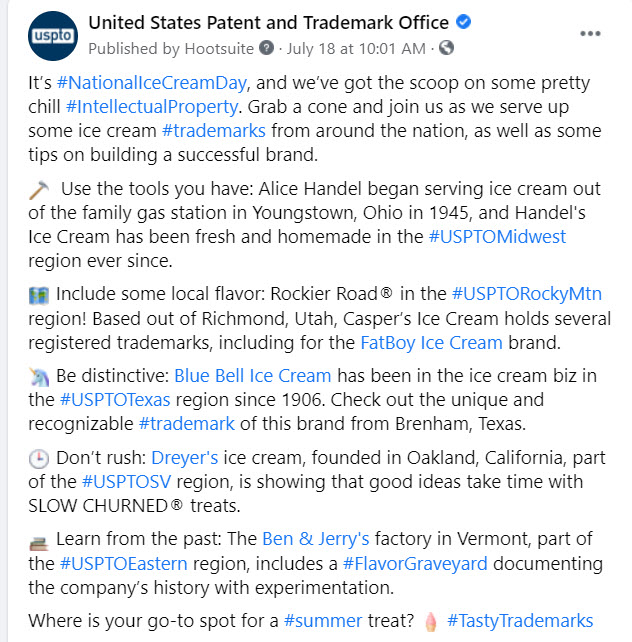 uspto
United States Patent and Trademark Office
Published by Hootsuite · July 18 at 10:01 AM ·
It's #NationalIceCreamDay, and we've got the scoop on some pretty
chill #IntellectualProperty. Grab a cone and join us as we serve up
some ice cream #trademarks from around the nation, as well as some
tips on building a successful brand.
Use the tools you have: Alice Handel began serving ice cream out
of the family gas station in Youngstown, Ohio in 1945, and Handel's
Ice Cream has been fresh and homemade in the #USPTOMidwest
region ever since.
Include some local flavor: Rockier Road® in the #USPTORockyMtn
region! Based out of Richmond, Utah, Casper's Ice Cream holds several
registered trademarks, including for the FatBoy Ice Cream brand.
Be distinctive: Blue Bell Ice Cream has been in the ice cream biz in
the #USPTOTexas region since 1906. Check out the unique and
recognizable #trademark of this brand from Brenham, Texas.
Don't rush: Dreyer's ice cream, founded in Oakland, California, part
of the #USPTOSV region, is showing that good ideas take time with
SLOW CHURNED® treats.
Learn from the past: The Ben & Jerry's factory in Vermont, part of
the #USPTOEastern region, includes a #FlavorGraveyard documenting
the company's history with experimentation.
Where is your go-to spot for a #summer treat? #TastyTrademarks